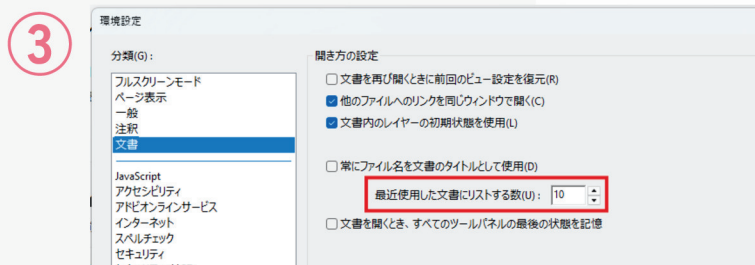 ③
環境設定
分類(G):
フルスクリーンモード
ページ表示
一般
注釈
文書
JavaScript
アクセシビリティ
アドビオンラインサービス
インターネット
スペルチェック
セキュリティ
開き方の設定
文書を再び開くときに前回のビュー設定を復元(R)
他のファイルへのリンクを同じウィンドウで開く(C)
文書内のレイヤーの初期状態を使用(L)
常にファイル名を文書のタイトルとして使用(D)
最近使用した文書にリストする数(U): 10
文書を開くとき、すべてのツールパネルの最後の状態を記憶